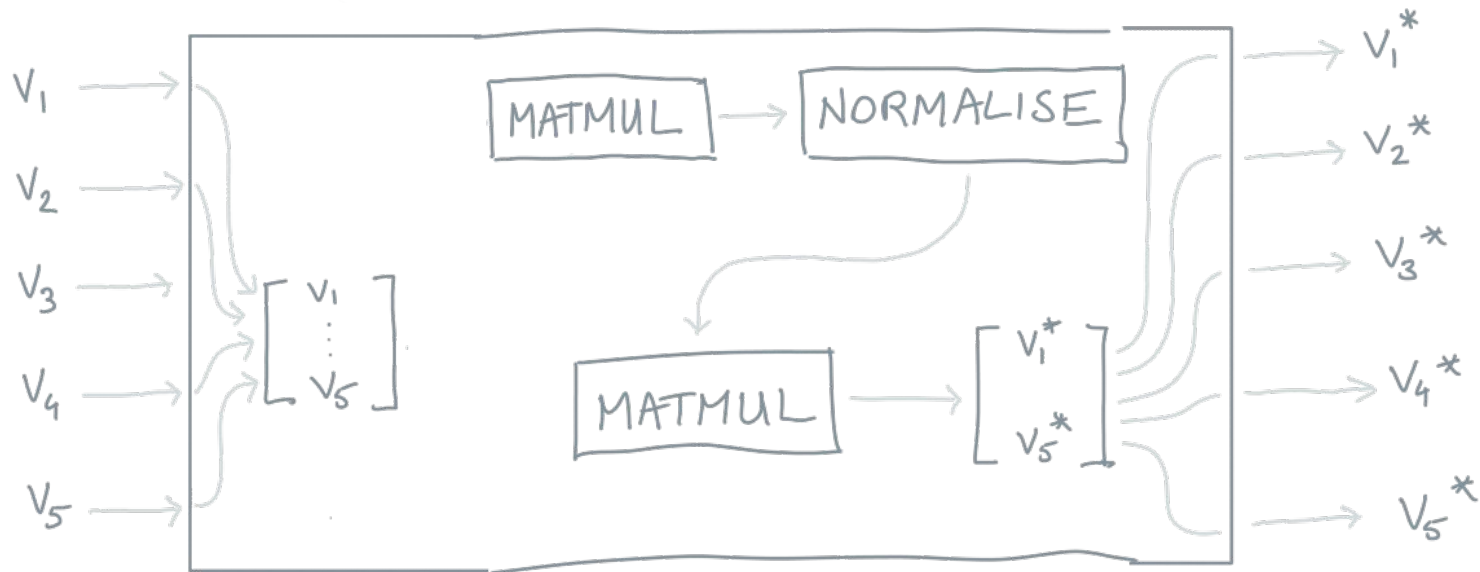 V₁
V₂
V₃
V₄
V₅
V₁
⋮
V₅
MATMUL
NORMALISE
MATMUL
V₁*
V₅*
V₁*
V₂*
V₃*
V₄*
V₅*